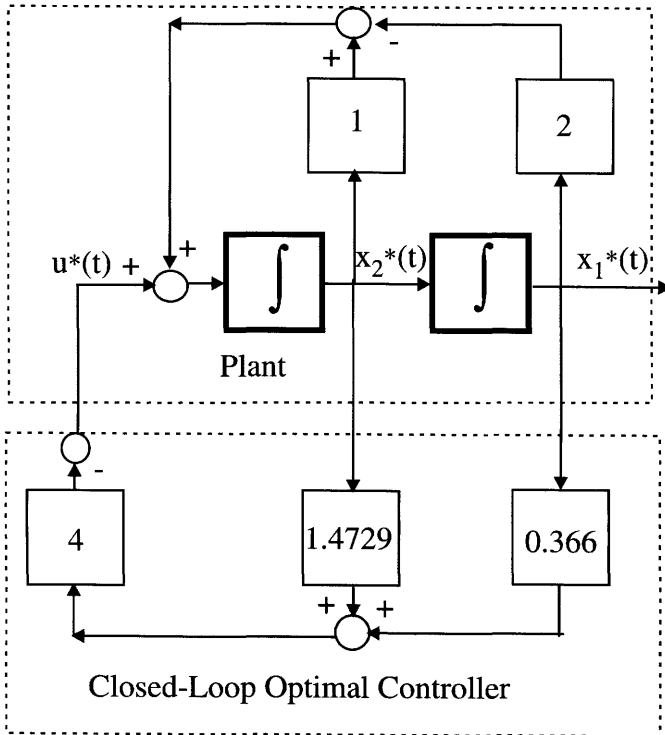 -
+
1
2
u*(t)
+
+
∫
x₂*(t)
∫
x₁*(t)
Plant
-
4
1.4729
0.366
+
+
Closed-Loop Optimal Controller